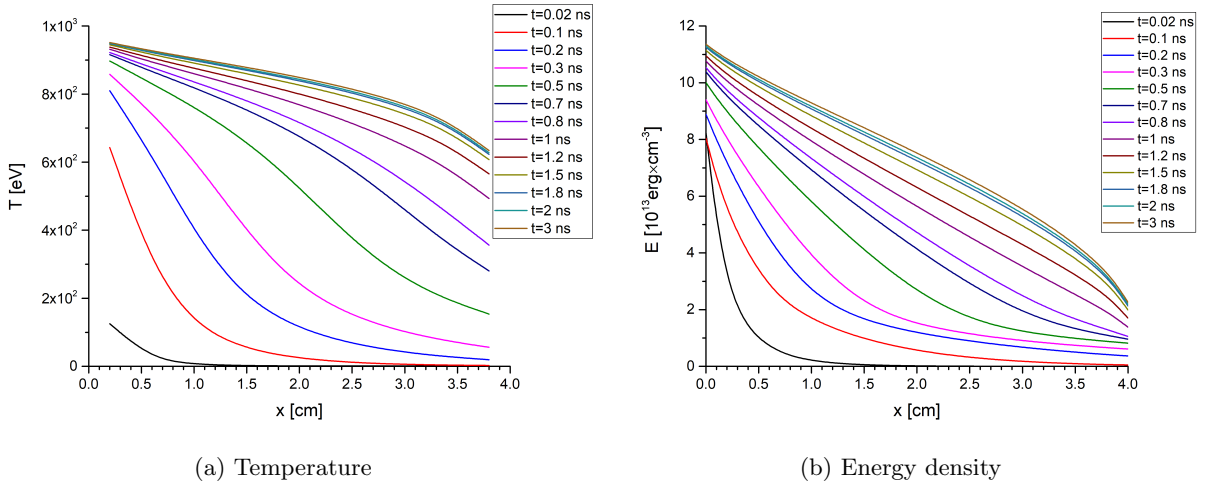 t=0.02 ns
t=0.1 ns
t=0.2 ns
t=0.3 ns
t=0.5 ns
t=0.7 ns
t=0.8 ns
t=1 ns
t=1.2 ns
t=1.5 ns
t=1.8 ns
t=2 ns
t=3 ns
1x10³
8x10²
6x10²
4x10²
2x10²
0
T [eV]
0.0 0.5 1.0 1.5 2.0 2.5 3.0 3.5 4.0
x [cm]
(a) Temperature
t=0.02 ns
t=0.1 ns
t=0.2 ns
t=0.3 ns
t=0.5 ns
t=0.7 ns
t=0.8 ns
t=1 ns
t=1.2 ns
t=1.5 ns
t=1.8 ns
t=2 ns
t=3 ns
12
10
8
6
4
2
0
E [10¹³erg×cm⁻³]
0.0 0.5 1.0 1.5 2.0 2.5 3.0 3.5 4.0
x [cm]
(b) Energy density